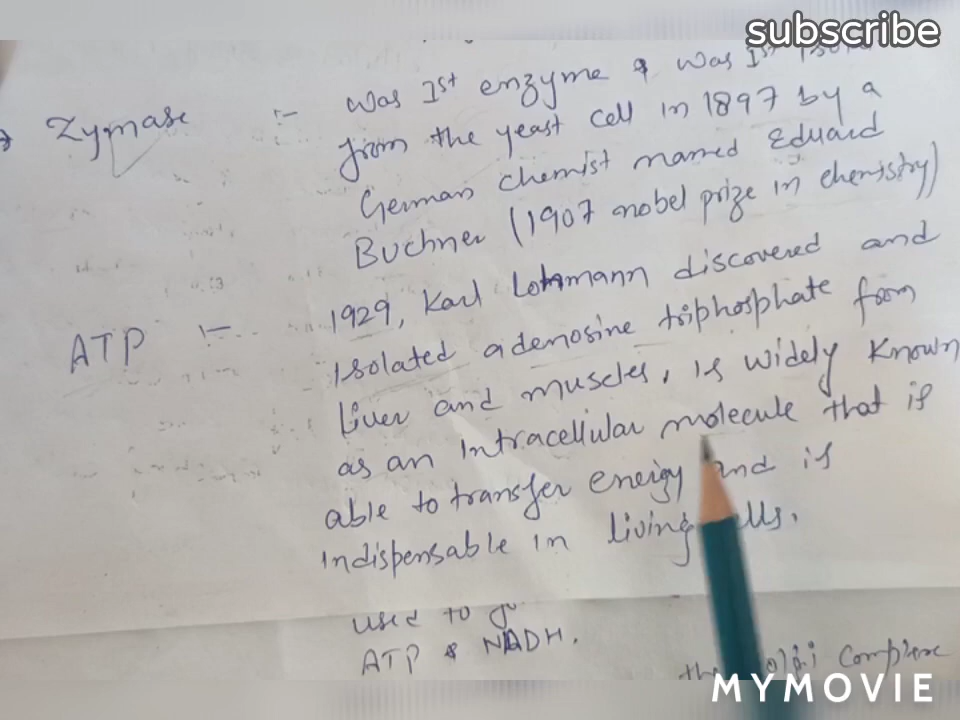 subscribe
Zymase :- Was Ist enzyme & was Ist
from the yeast cell in 1897 by a
German chemist named Eduard
Buchner (1907 nobel prize in chemistry)
ATP :- 1929, Karl Lohmann discovered and
Isolated adenosine triphosphate from
Liver and muscles, is widely known
as an Intracellular molecule that is
able to transfer energy and is
Indispensable in living
used to
ATP & NADH.
complex
MYMOVIE